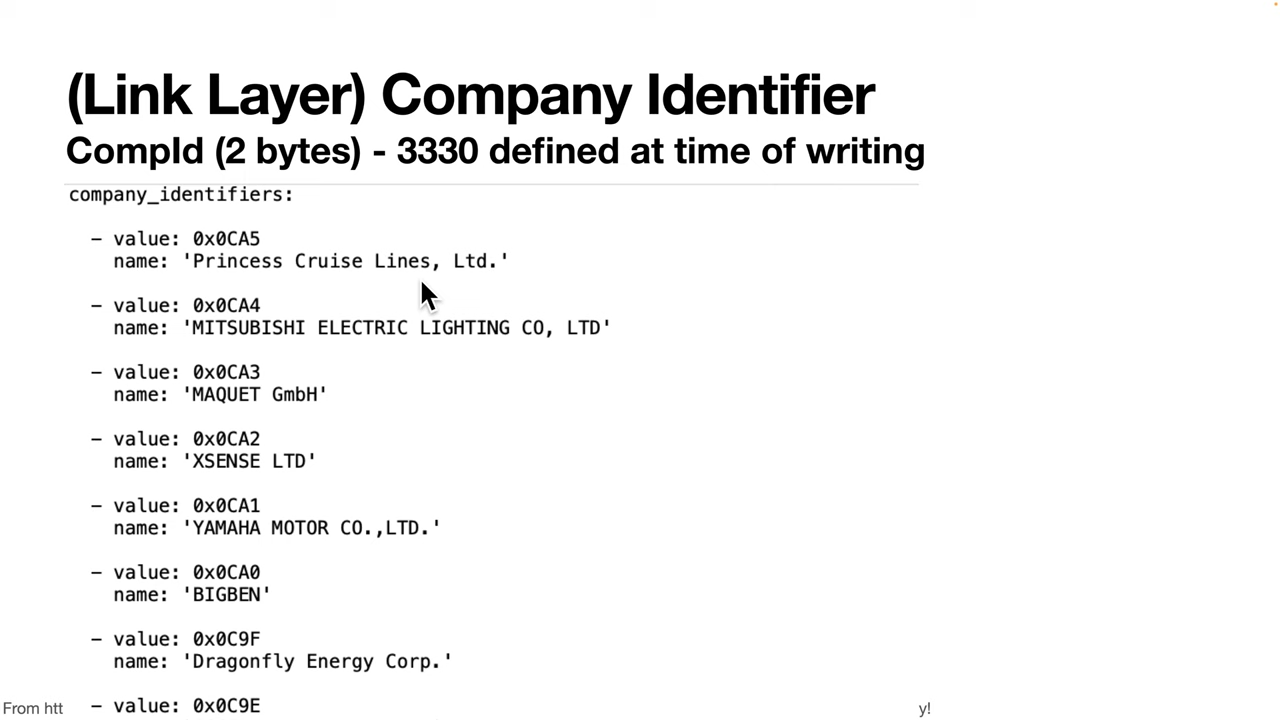 (Link Layer) Company Identifier
CompId (2 bytes) - 3330 defined at time of writing
company_identifiers:
- value: 0x0CA5
name: 'Princess Cruise Lines, Ltd.'
- value: 0x0CA4
name: 'MITSUBISHI ELECTRIC LIGHTING CO, LTD'
- value: 0x0CA3
name: 'MAQUET GmbH'
- value: 0x0CA2
name: 'XSENSE LTD'
- value: 0x0CA1
name: 'YAMAHA MOTOR CO.,LTD.'
- value: 0x0CA0
name: 'BIGBEN'
- value: 0x0C9F
name: 'Dragonfly Energy Corp.'
- value: 0x0C9E
From htt y!